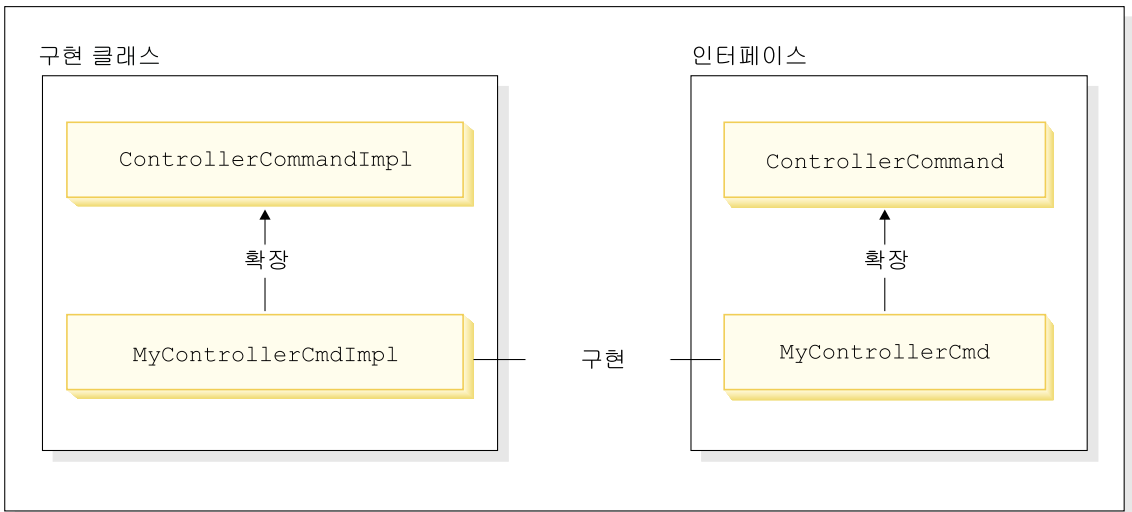 구현 클래스
인터페이스
ControllerCommandImpl
ControllerCommand
확장
확장
MyControllerCmdImpl
구현
MyControllerCmd